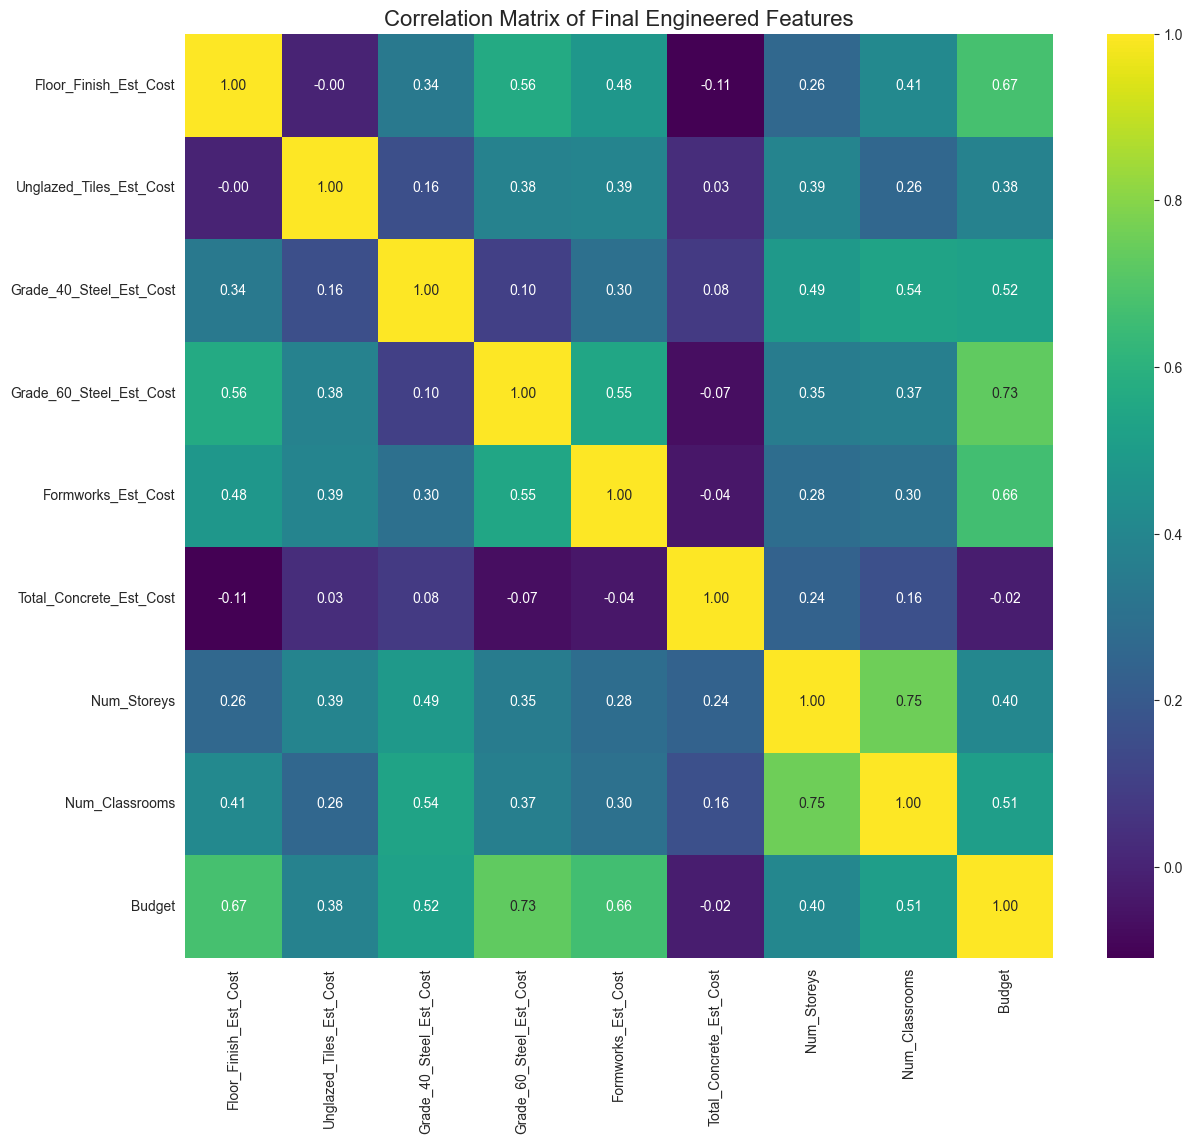 Correlation Matrix of Final Engineered Features
Floor_Finish_Est_Cost 1.00 -0.00 0.34 0.56 0.48 -0.11 0.26 0.41 0.67
Unglazed_Tiles_Est_Cost -0.00 1.00 0.16 0.38 0.39 0.03 0.39 0.26 0.38
Grade_40_Steel_Est_Cost 0.34 0.16 1.00 0.10 0.30 0.08 0.49 0.54 0.52
Grade_60_Steel_Est_Cost 0.56 0.38 0.10 1.00 0.55 -0.07 0.35 0.37 0.73
Formworks_Est_Cost 0.48 0.39 0.30 0.55 1.00 -0.04 0.28 0.30 0.66
Total_Concrete_Est_Cost -0.11 0.03 0.08 -0.07 -0.04 1.00 0.24 0.16 -0.02
Num_Storeys 0.26 0.39 0.49 0.35 0.28 0.24 1.00 0.75 0.40
Num_Classrooms 0.41 0.26 0.54 0.37 0.30 0.16 0.75 1.00 0.51
Budget 0.67 0.38 0.52 0.73 0.66 -0.02 0.40 0.51 1.00
Floor_Finish_Est_Cost
Unglazed_Tiles_Est_Cost
Grade_40_Steel_Est_Cost
Grade_60_Steel_Est_Cost
Formworks_Est_Cost
Total_Concrete_Est_Cost
Num_Storeys
Num_Classrooms
Budget
1.0
0.8
0.6
0.4
0.2
0.0